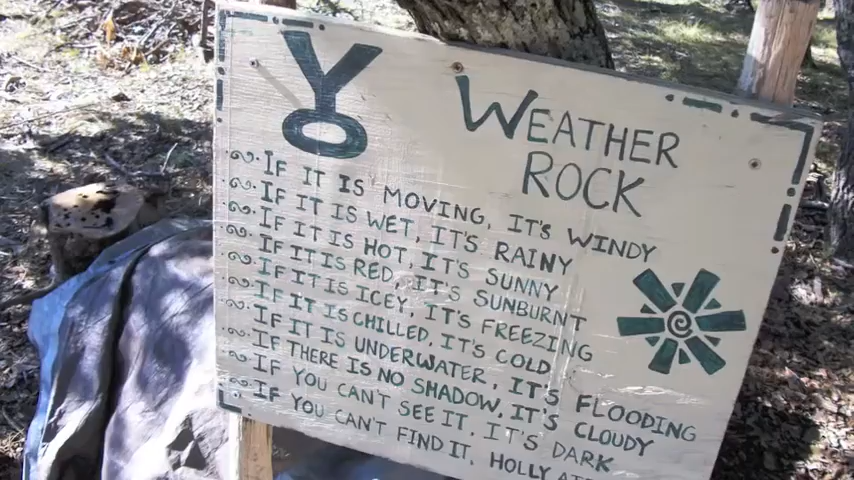 WEATHER
ROCK
IF IT IS MOVING, IT'S WINDY
IF IT IS WET, IT'S RAINY
IF IT IS HOT, IT'S SUNNY
IF IT IS RED, IT'S SUNBURNT
IF IT IS ICEY, IT'S FREEZING
IF IT IS CHILLED, IT'S COLD
IF IT IS UNDERWATER, IT'S FLOODING
IF THERE IS NO SHADOW, IT'S CLOUDY
IF YOU CAN'T SEE IT, IT'S DARK
IF YOU CAN'T FIND IT, HOLLY